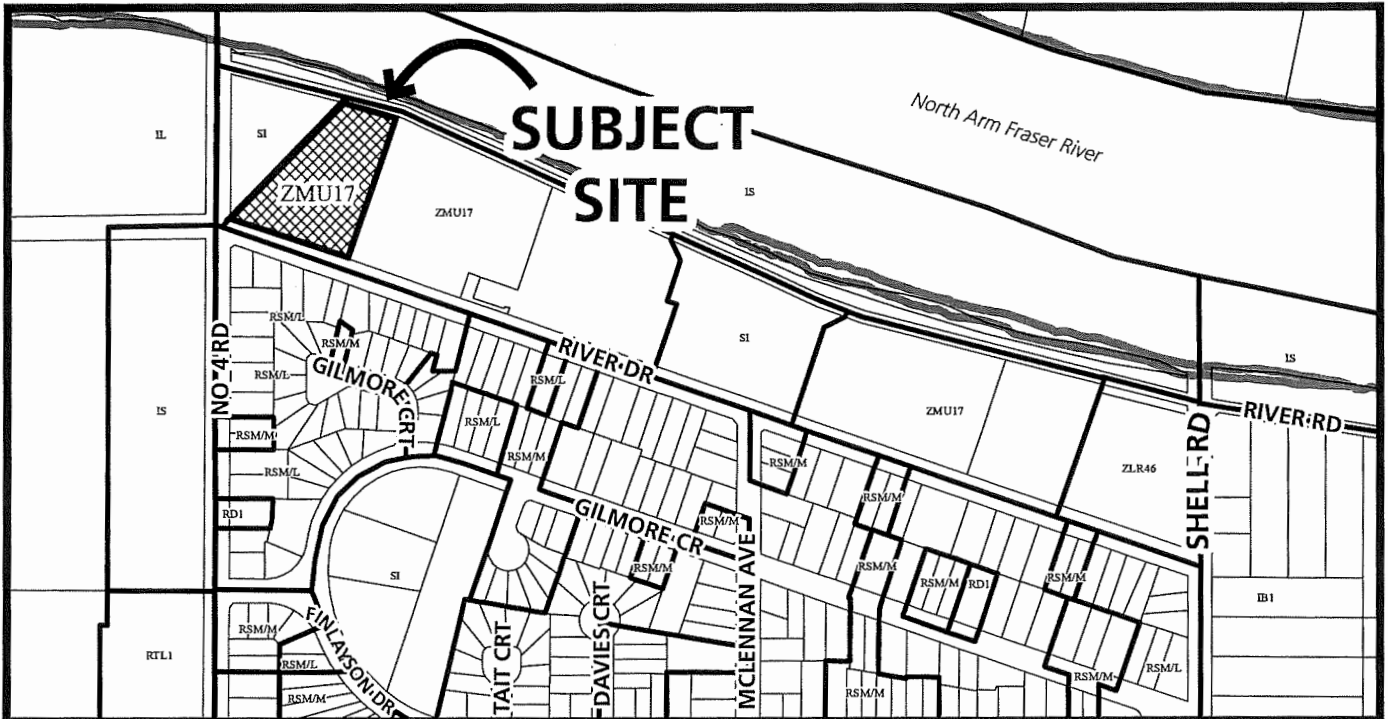 North Arm Fraser River
SUBJECT
SITE
IL
SI
IS
ZMU17
ZMU17
RSM/L
RSM/M
NO 4 RD
RSM/L
GILMORE CRT
RIVER DR
SI
IS
RSM/L
ZMU17
RIVER RD
IS
RSM/L
RSM/M
RSM/M
RSM/M
ZLR46
SHELL RD
RSM/L
RSM/M
RD1
GILMORE CR
RSM/M
RSM/M
SI
RSM/M
MCLENNAN AVE
RSM/M
RSM/M
RD1
RSM/M
IB1
FINLAYSON DR
RSM/M
TAIT CRT
DAVIES CRT
RTL1
RSM/L
RSM/M
RSM/M
RSM/M
RSM/L